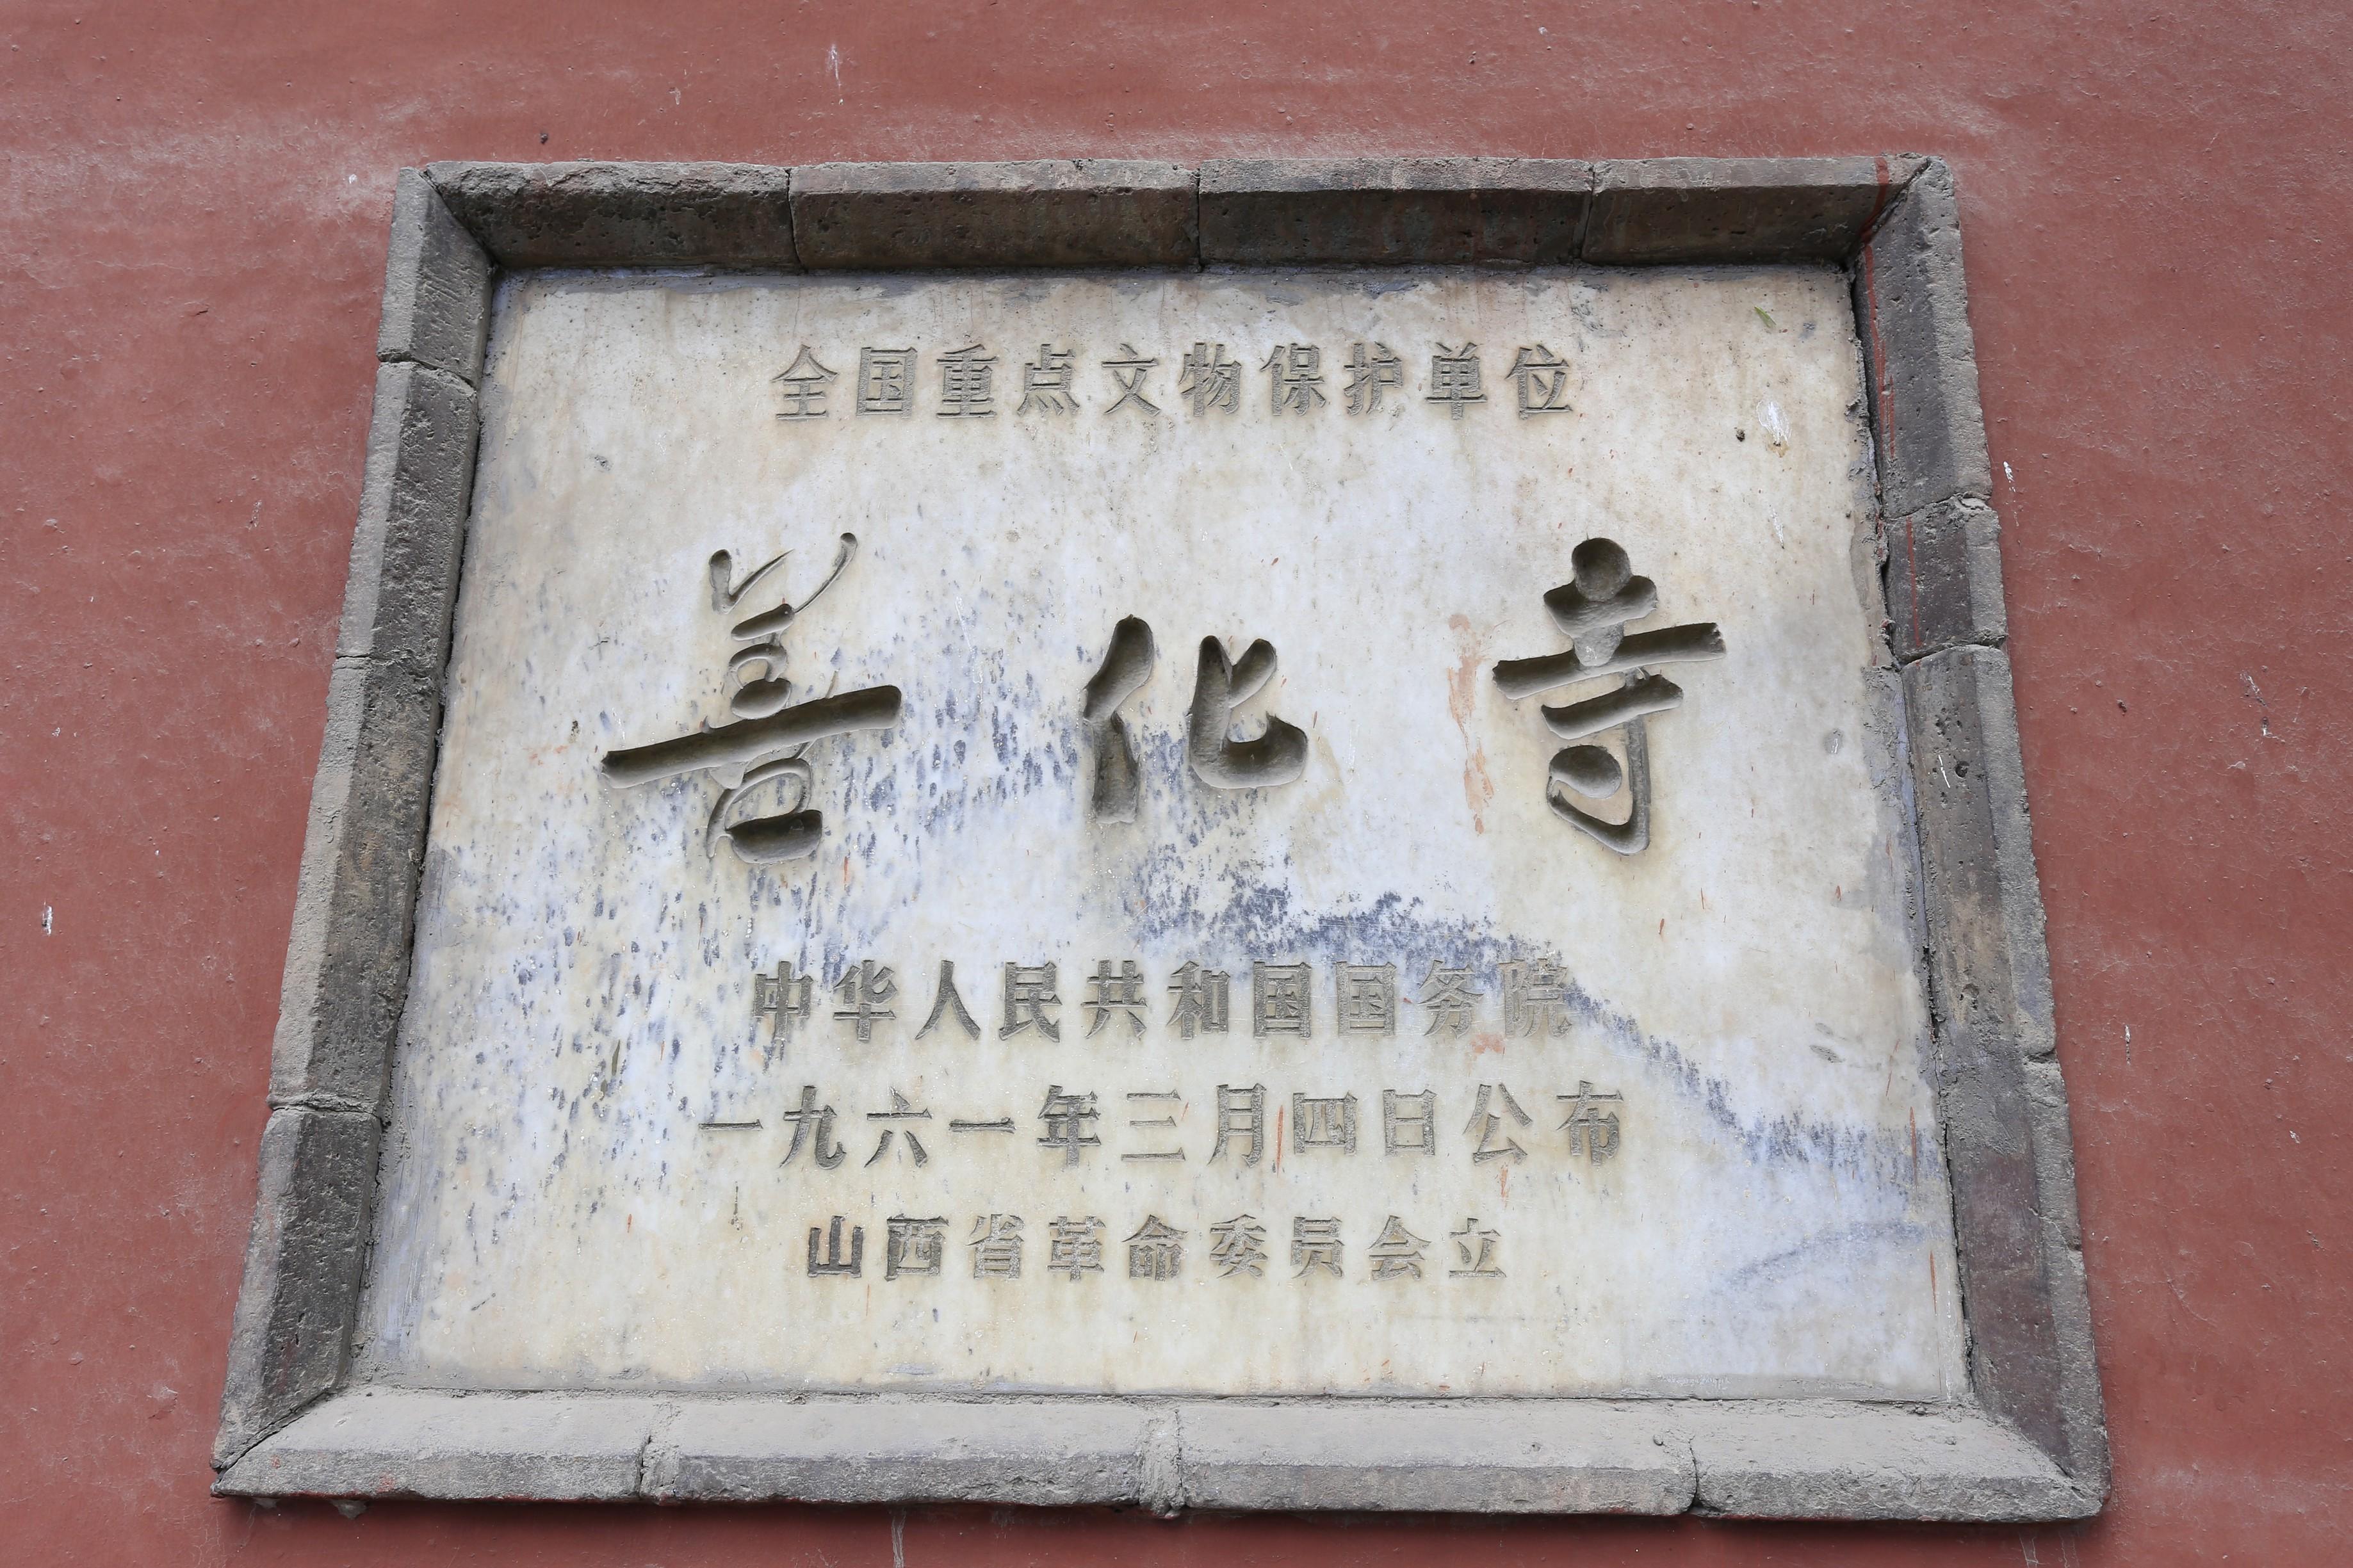 全国重点文物保护单位
善化寺
中华人民共和国国务院
一九六一年三月四日公布
山西省革命委员会立